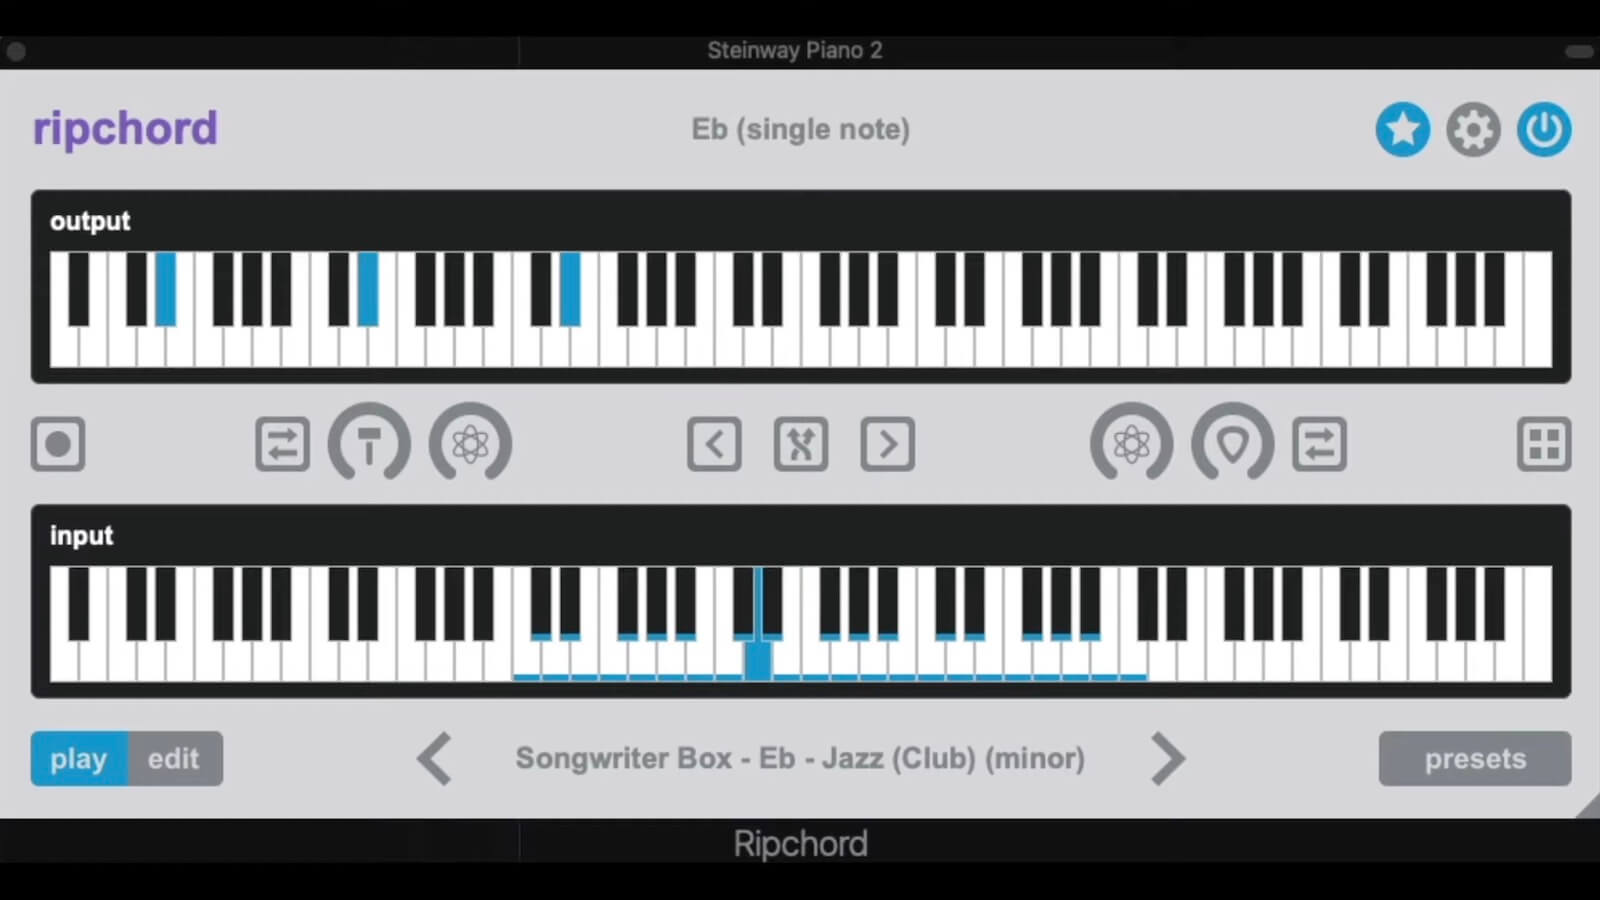 Steinway Piano 2
ripchord
Eb (single note)
output
input
play
edit
Songwriter Box - Eb - Jazz (Club) (minor)
presets
Ripchord